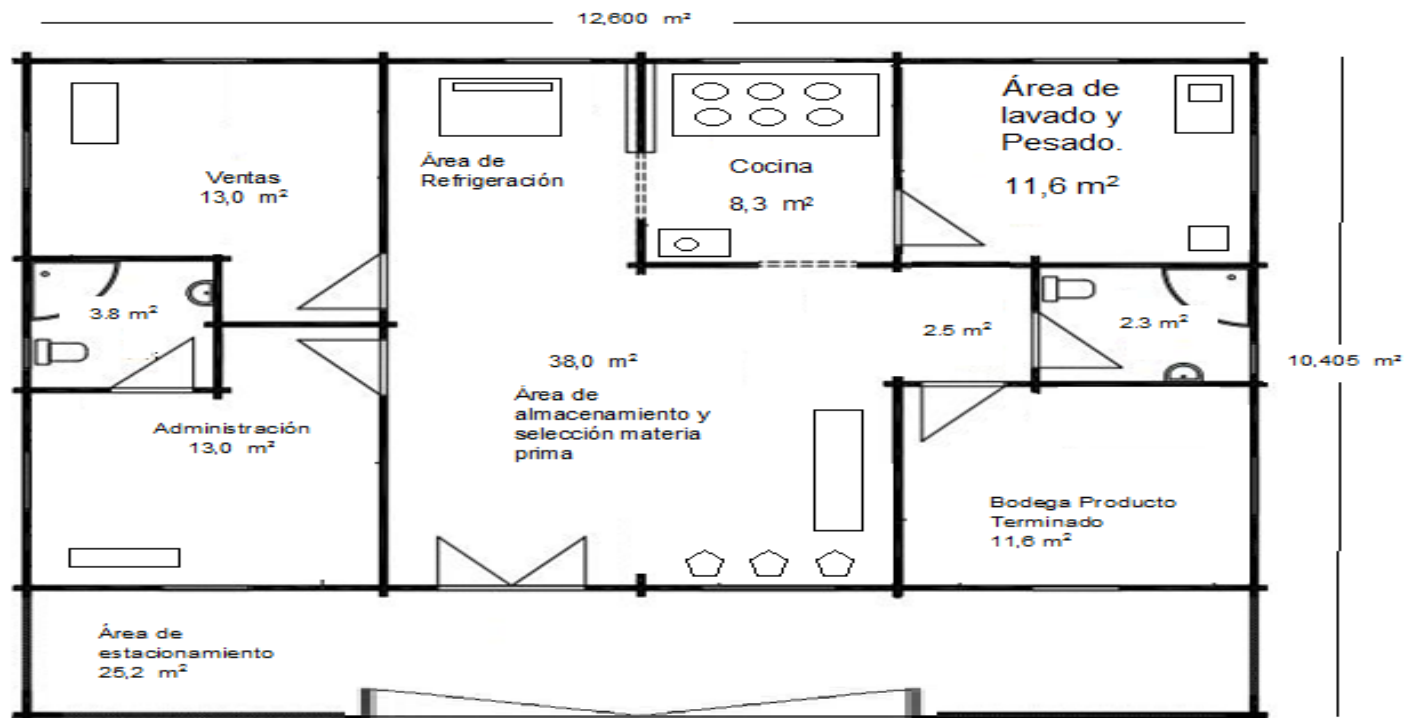 12,600 m²
Área de
lavado y
Pesado.
11,6 m²
Área de
Refrigeración
Cocina
8,3 m²
Ventas
13,0 m²
3.8 m²
2.5 m²
2.3 m²
38,0 m²
10,405 m²
Área de
almacenamiento y
selección materia
prima
Administración
13,0 m²
Bodega Producto
Terminado
11,6 m²
Área de
estacionamiento
25,2 m²